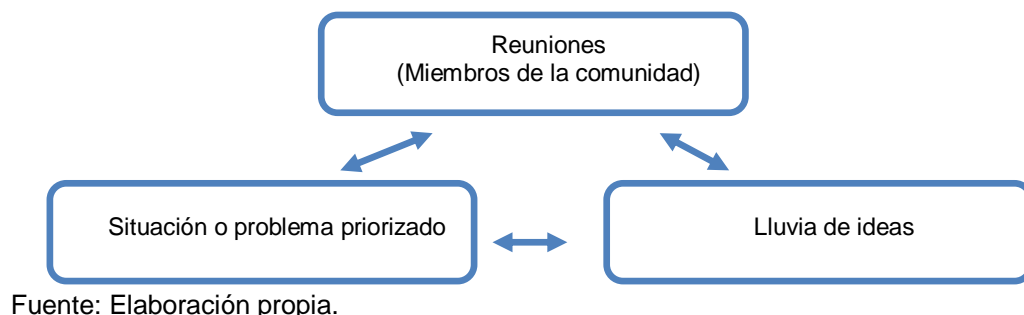 Reuniones
(Miembros de la comunidad)
Situación o problema priorizado
Lluvia de ideas
Fuente: Elaboración propia.